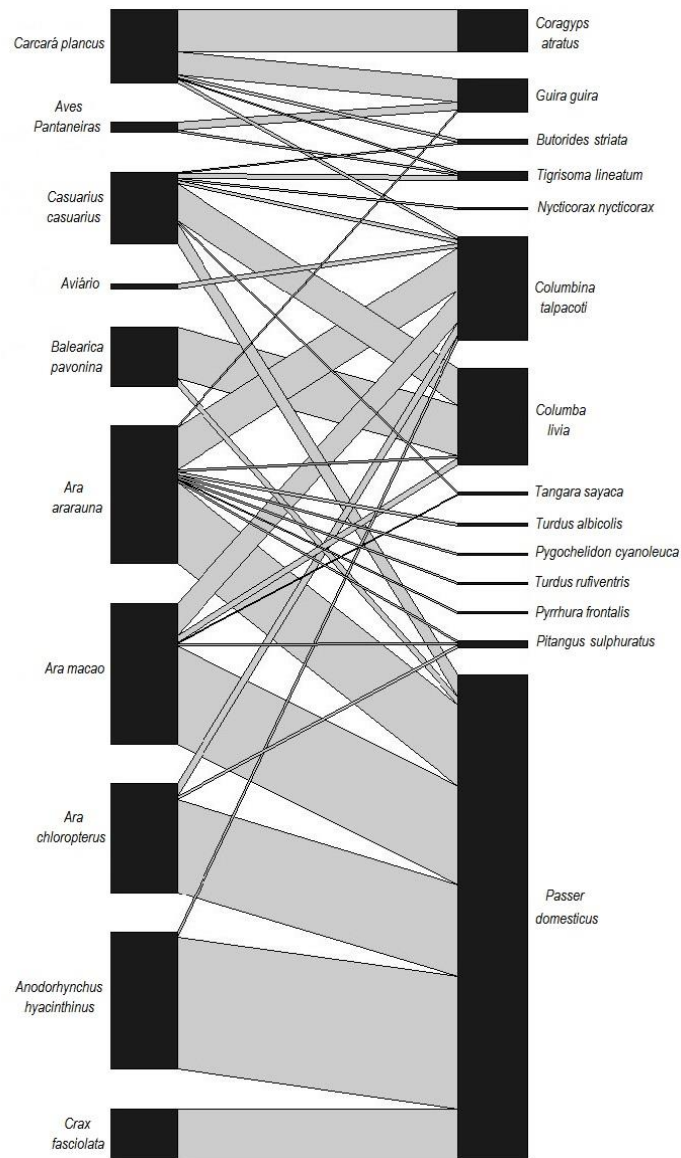 Carcará plancus
Aves
Pantaneiras
Casuarius
casuarius
Aviário
Balearica
pavonina
Ara
ararauna
Ara macao
Ara
chloropterus
Anodorhynchus
hyacinthinus
Crax
fasciolata
Coragyps
atratus
Guira guira
Butorides striata
Tigrisoma lineatum
Nycticorax nycticorax
Columbina
talpacoti
Columba
livia
Tangara sayaca
Turdus albicolis
Pygochelidon cyanoleuca
Turdus rufiventris
Pyrrhura frontalis
Pitangus sulphuratus
Passer
domesticus